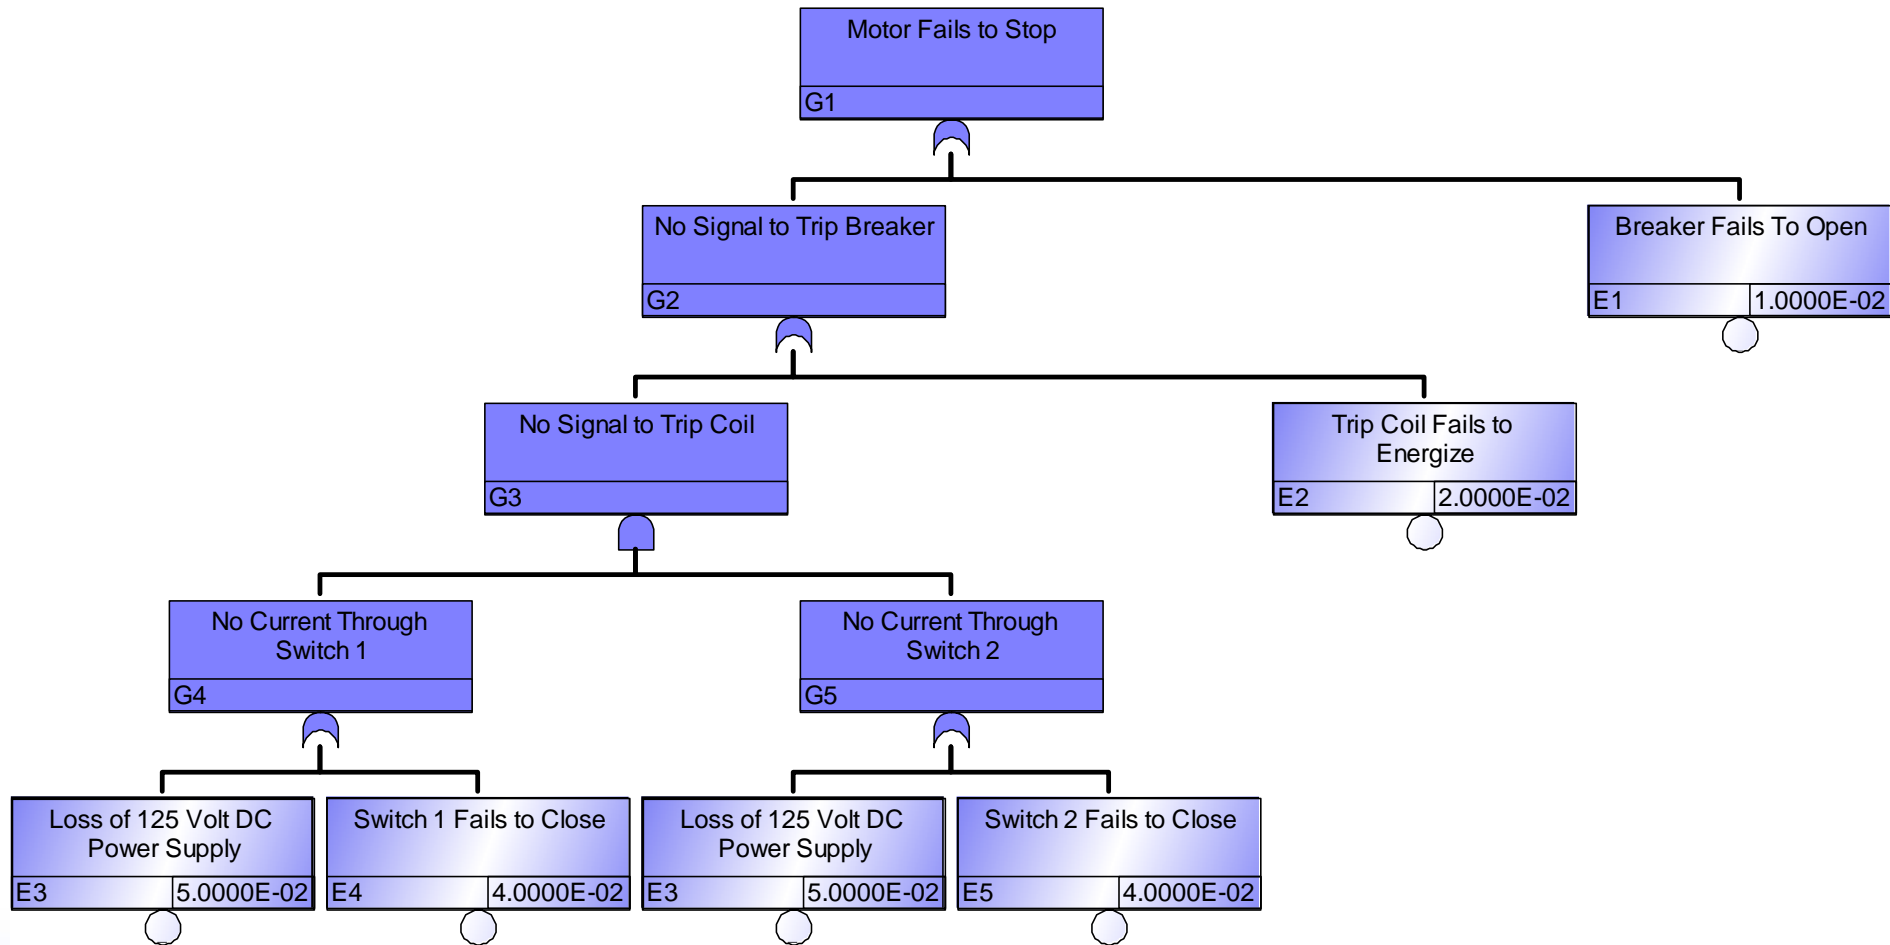 Motor Fails to Stop
G1
No Signal to Trip Breaker
G2
Breaker Fails To Open
E1 1.0000E-02
No Signal to Trip Coil
G3
Trip Coil Fails to
Energize
E2 2.0000E-02
No Current Through
Switch 1
G4
No Current Through
Switch 2
G5
Loss of 125 Volt DC
Power Supply
E3 5.0000E-02
Switch 1 Fails to Close
E4 4.0000E-02
Loss of 125 Volt DC
Power Supply
E3 5.0000E-02
Switch 2 Fails to Close
E5 4.0000E-02